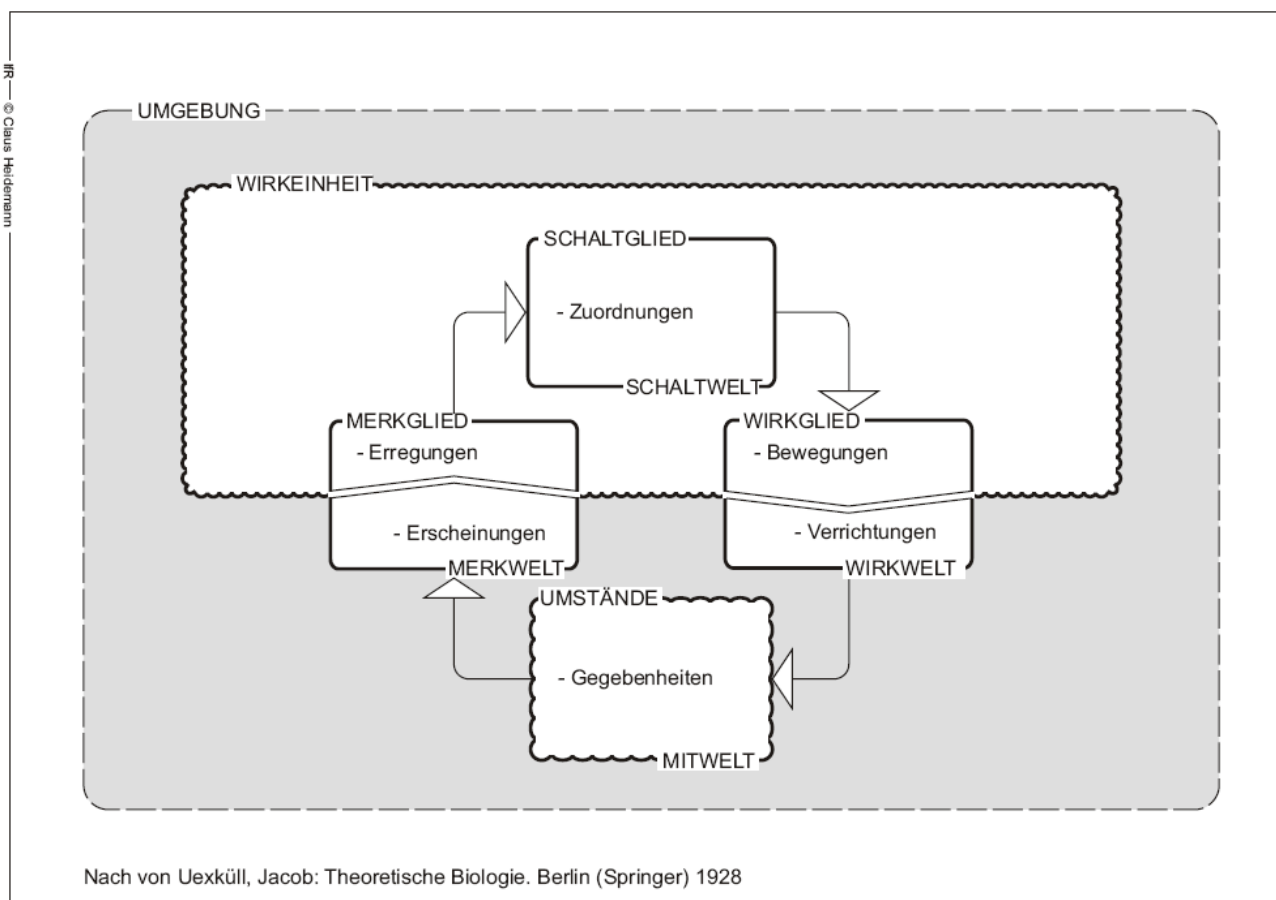 IfR
© Claus Heidemann
UMGEBUNG
WIRKEINHEIT
SCHALTGLIED
- Zuordnungen
SCHALTWELT
MERKGLIED
- Erregungen
- Erscheinungen
MERKWELT
WIRKGLIED
- Bewegungen
- Verrichtungen
WIRKWELT
UMSTÄNDE
- Gegebenheiten
MITWELT
Nach von Uexküll, Jacob: Theoretische Biologie. Berlin (Springer) 1928